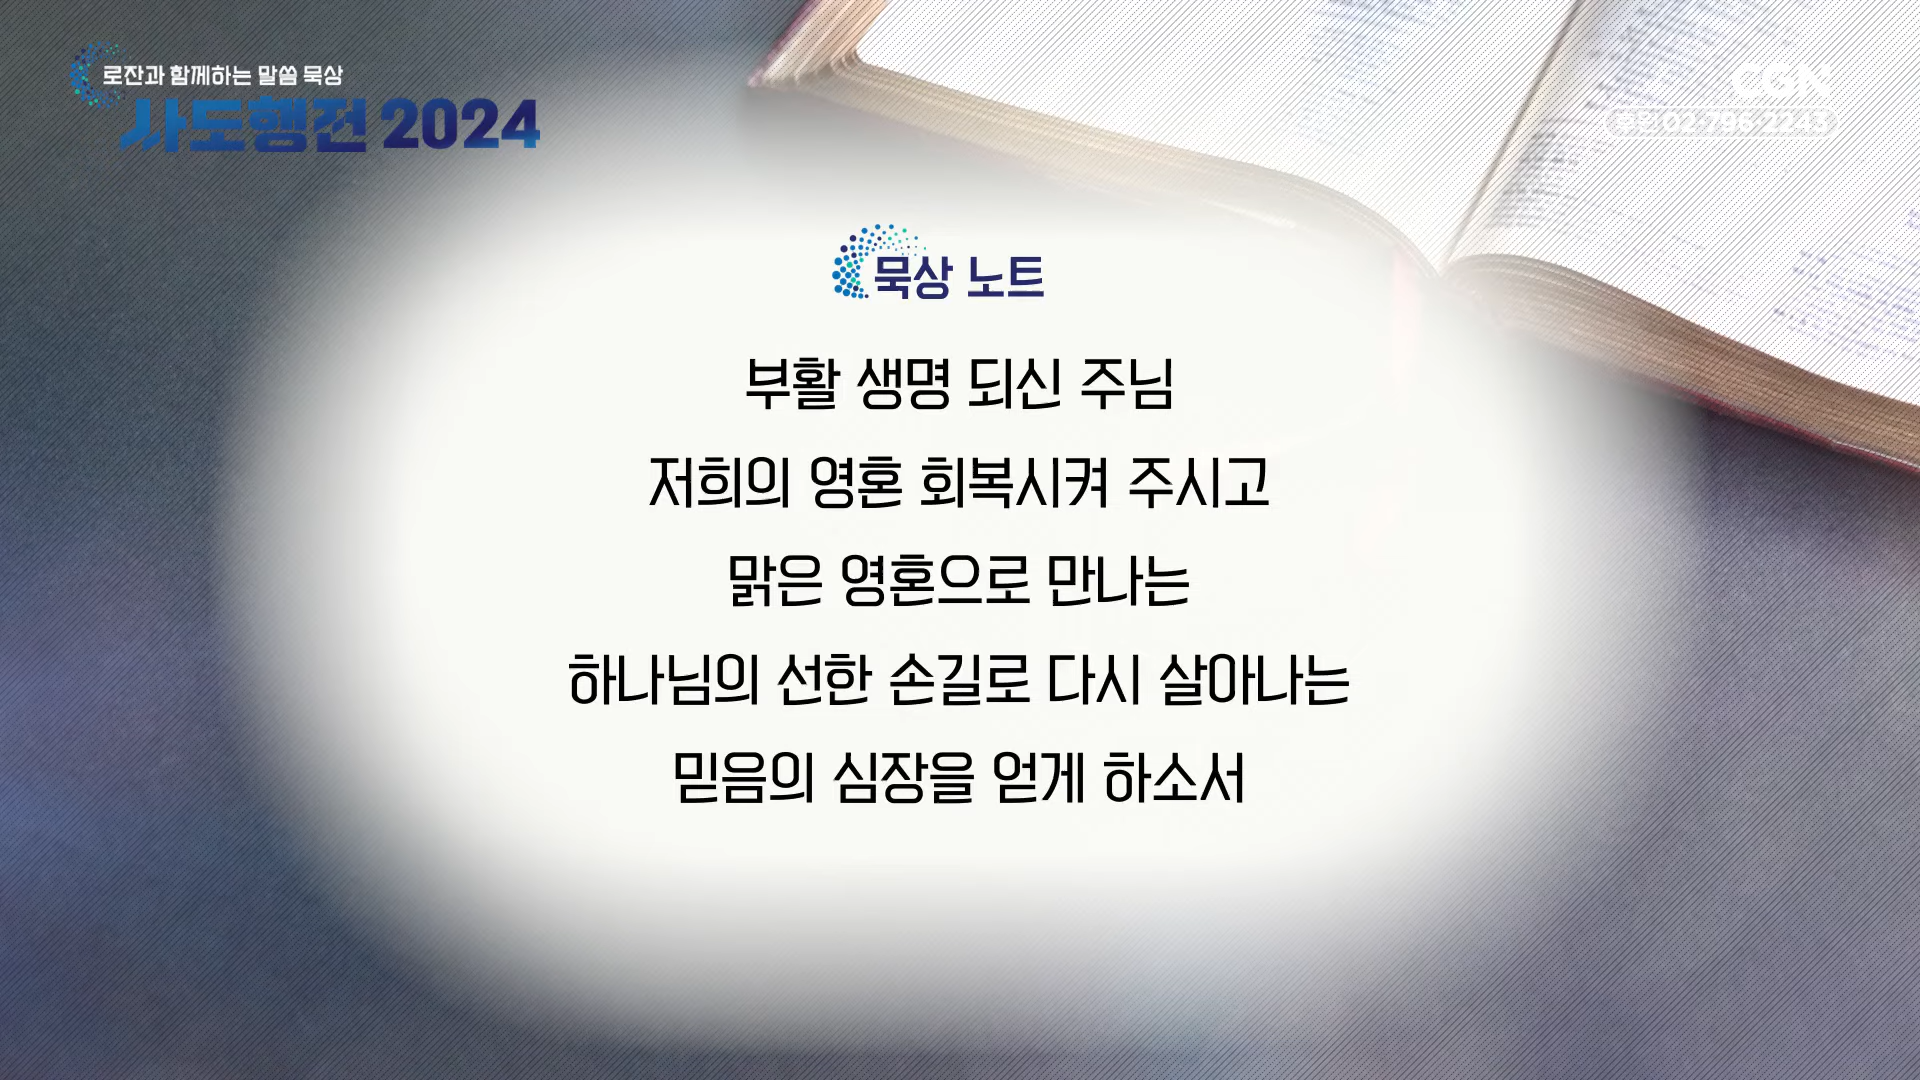 로잔과 함께하는 말씀 묵상
사도행전 2024
CGN
후원 02-796-2243
묵상 노트
부활 생명 되신 주님
저희의 영혼 회복시켜 주시고
맑은 영혼으로 만나는
하나님의 선한 손길로 다시 살아나는
믿음의 심장을 얻게 하소서